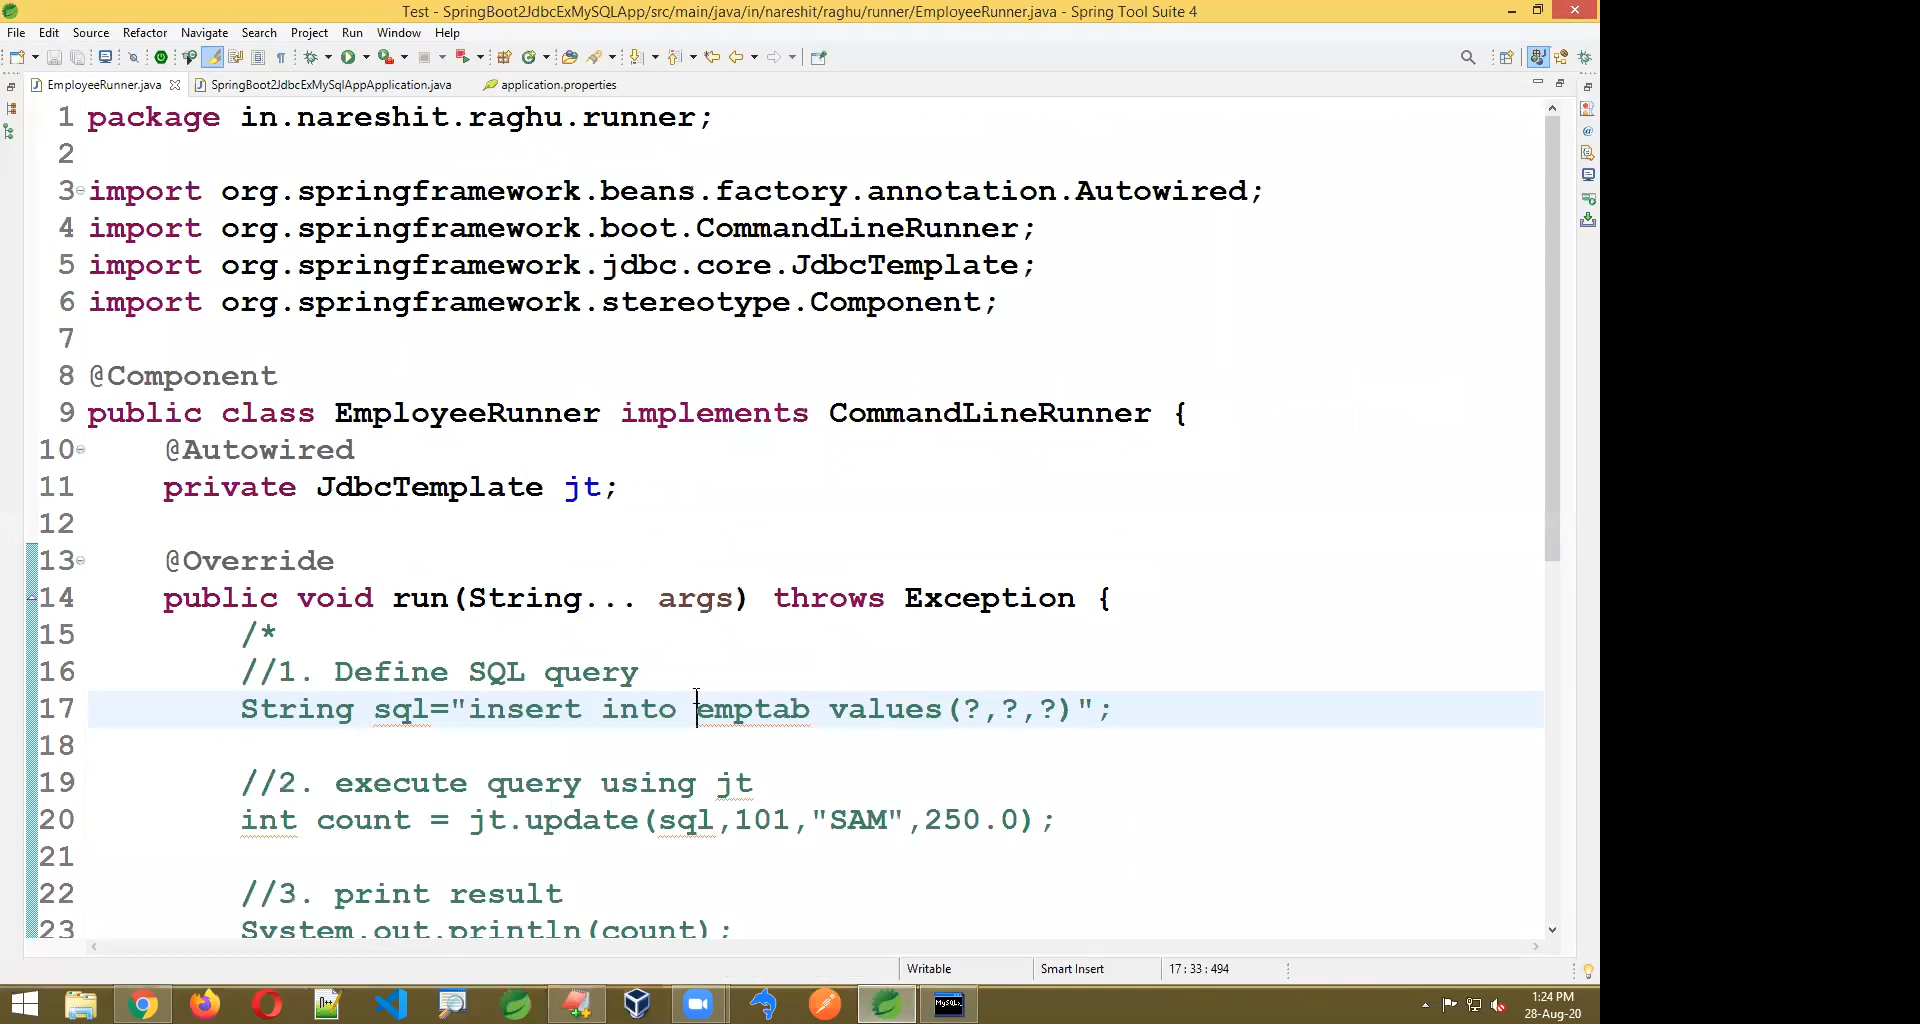 Test - SpringBoot2JdbcExMySQLApp/src/main/java/in/nareshit/raghu/runner/EmployeeRunner.java - Spring Tool Suite 4
File Edit Source Refactor Navigate Search Project Run Window Help
EmployeeRunner.java SpringBoot2JdbcExMySqlAppApplication.java application.properties
1 package in.nareshit.raghu.runner;
2
3 import org.springframework.beans.factory.annotation.Autowired;
4 import org.springframework.boot.CommandLineRunner;
5 import org.springframework.jdbc.core.JdbcTemplate;
6 import org.springframework.stereotype.Component;
7
8 @Component
9 public class EmployeeRunner implements CommandLineRunner {
10 @Autowired
11 private JdbcTemplate jt;
12
13 @Override
14 public void run(String... args) throws Exception {
15 /*
16 //1. Define SQL query
17 String sql="insert into emptab values(?,?,?)";
18
19 //2. execute query using jt
20 int count = jt.update(sql,101,"SAM",250.0);
21
22 //3. print result
23 System.out.println(count);
Writable Smart Insert 17 : 33 : 494
1:24 PM
28-Aug-20